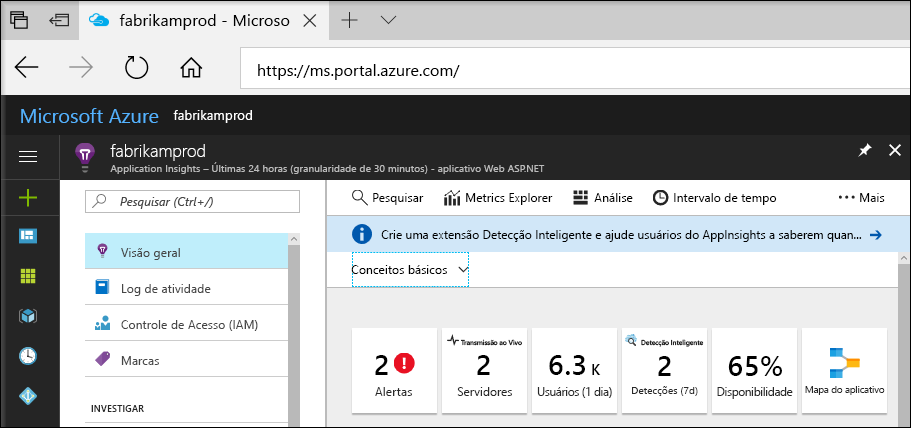 fabrikamprod - Microso
https://ms.portal.azure.com/
Microsoft Azure fabrikamprod
fabrikamprod
Application Insights – Últimas 24 horas (granularidade de 30 minutos) - aplicativo Web ASP.NET
Pesquisar (Ctrl+/)
Pesquisar Metrics Explorer Análise Intervalo de tempo ••• Mais
Crie uma extensão Detecção Inteligente e ajude usuários do AppInsights a saberem quan...
Visão geral
Conceitos básicos
Log de atividade
Controle de Acesso (IAM)
Marcas
INVESTIGAR
2
Alertas
Transmissão ao Vivo
2
Servidores
6.3 K
Usuários (1 dia)
Detecção Inteligente
2
Detecções (7d)
65%
Disponibilidade
Mapa do aplicativo